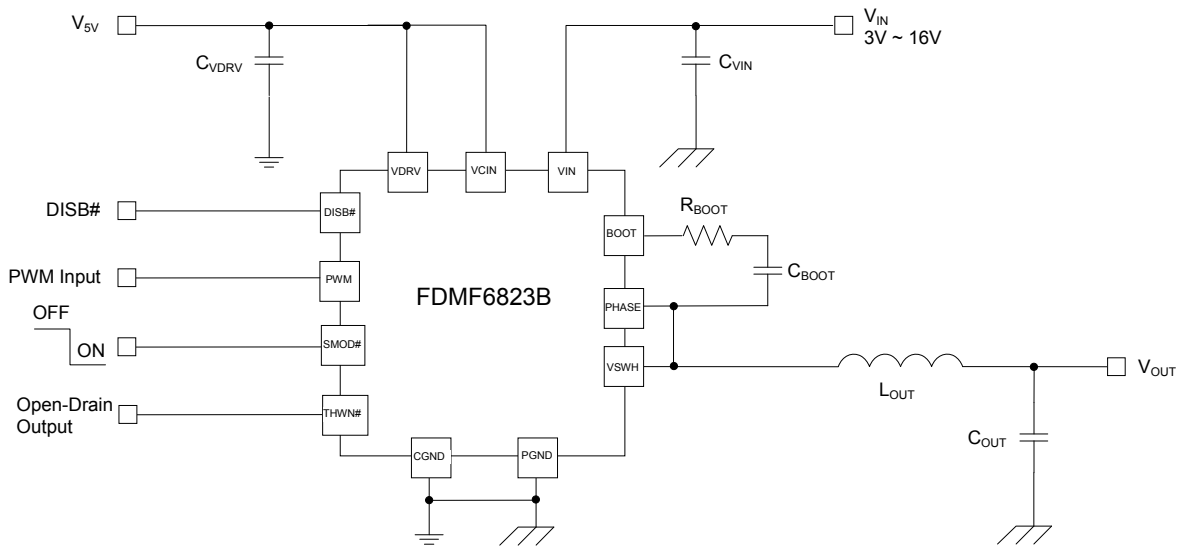 V5V
CVDRV
CVIN
VIN
3V ~ 16V
VDRV
VCIN
VIN
DISB#
DISB#
BOOT
RBOOT
CBOOT
PWM Input
PWM
FDMF6823B
PHASE
OFF
ON
SMOD#
VSWH
LOUT
VOUT
Open-Drain
Output
THWN#
COUT
CGND
PGND